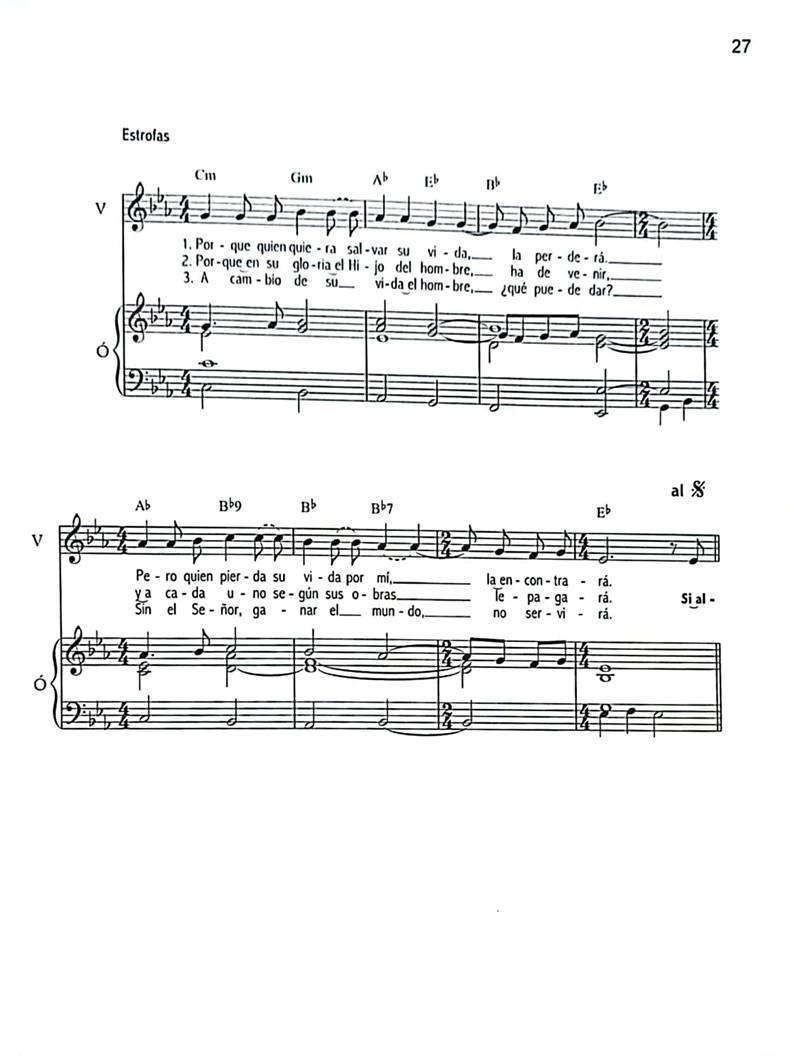 27
Estrofas
Cm Gm A♭ E♭ B♭ E♭
V
1. Por - que quien quie - ra sal - var su vi - da, la per - de - rá.
2. Por - que en su glo - ria el Hi - jo del hom - bre, ha de ve - nir,
3. A cam - bio de su vi - da el hom - bre, ¿qué pue - de dar?
Ó
al
A♭ B♭9 B♭ B♭7 E♭
V
Pe - ro quien pier - da su vi - da por mí, la en - con - tra - rá.
y a ca - da u - no se - gún sus o - bras Te - pa - ga - rá. Si al -
Sin el Se - ñor, ga - nar el mun - do, no ser - vi - rá.
Ó